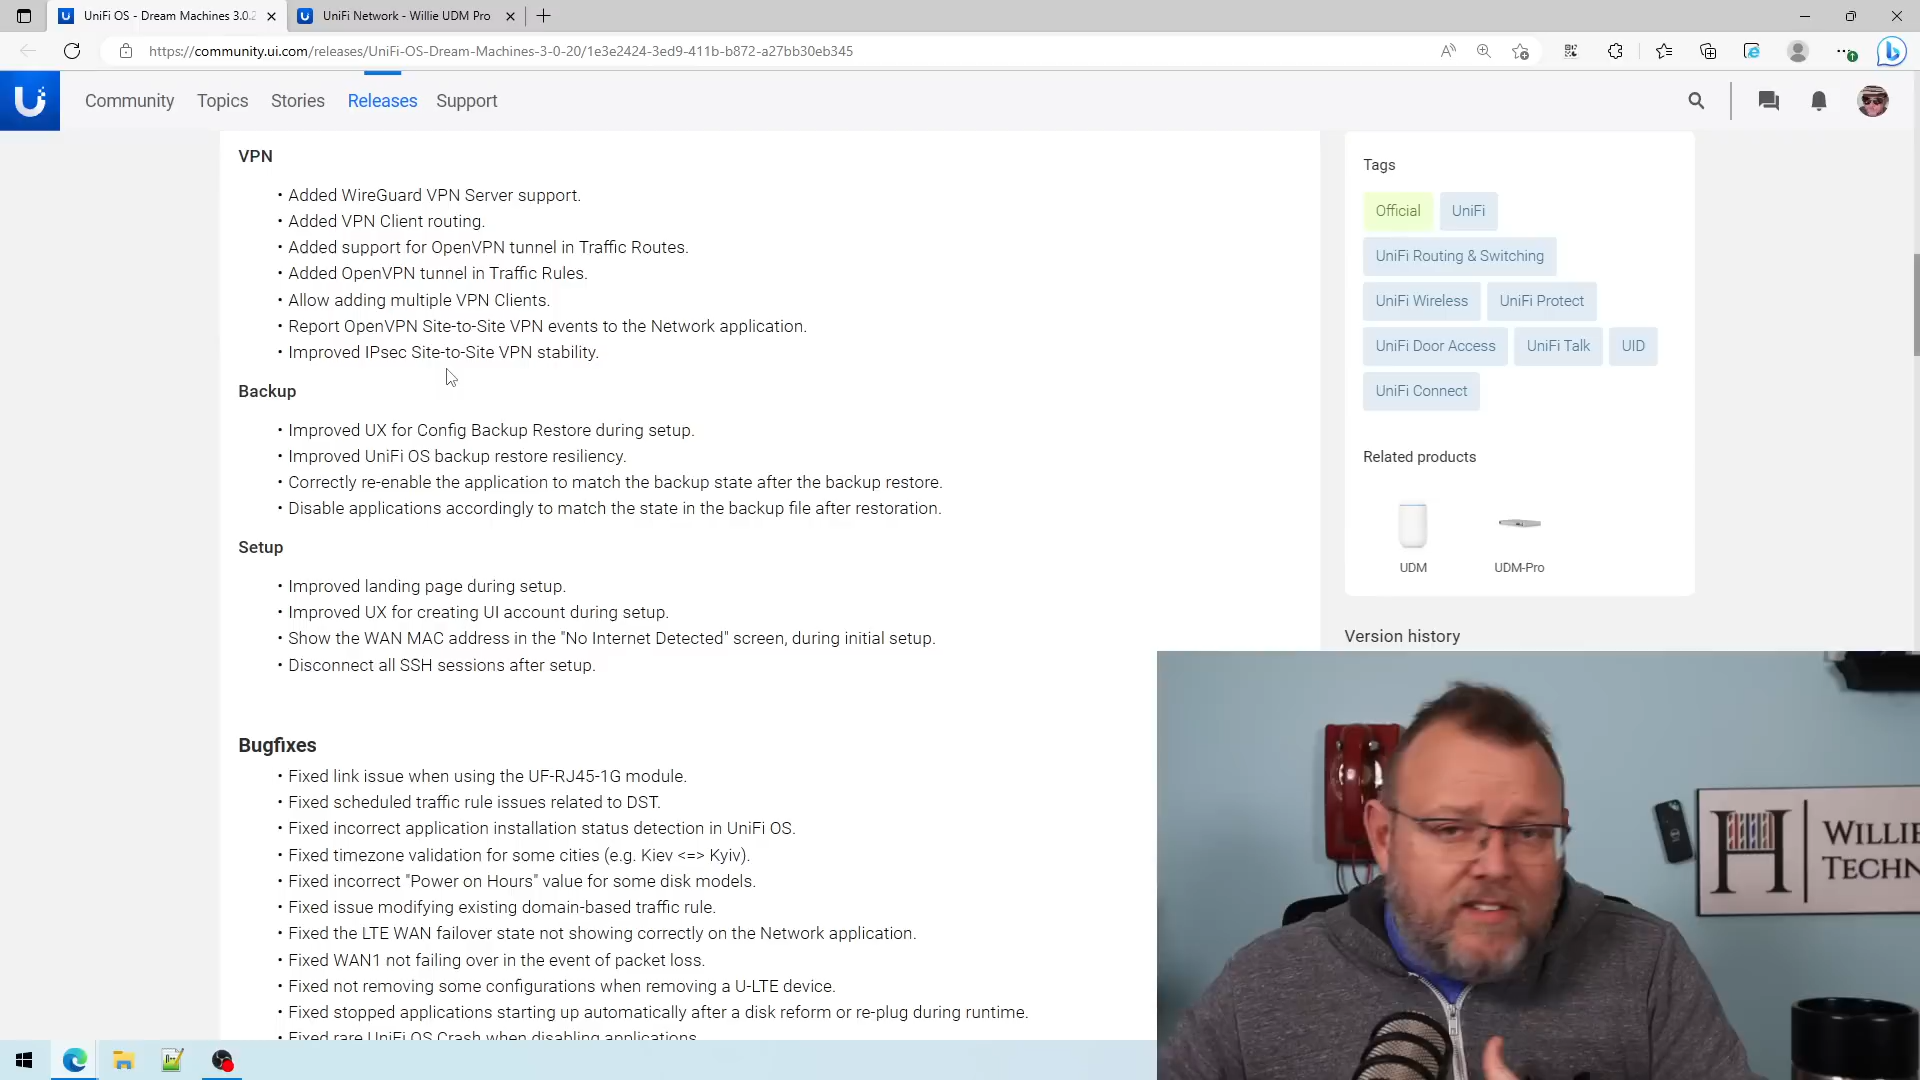 UniFi OS - Dream Machines 3.0.2
UniFi Network - Willie UDM Pro
https://community.ui.com/releases/UniFi-OS-Dream-Machines-3-0-20/1e3e2424-3ed9-411b-b872-a27bb30eb345
Community Topics Stories Releases Support
VPN
• Added WireGuard VPN Server support.
• Added VPN Client routing.
• Added support for OpenVPN tunnel in Traffic Routes.
• Added OpenVPN tunnel in Traffic Rules.
• Allow adding multiple VPN Clients.
• Report OpenVPN Site-to-Site VPN events to the Network application.
• Improved IPsec Site-to-Site VPN stability.
Backup
• Improved UX for Config Backup Restore during setup.
• Improved UniFi OS backup restore resiliency.
• Correctly re-enable the application to match the backup state after the backup restore.
• Disable applications accordingly to match the state in the backup file after restoration.
Setup
• Improved landing page during setup.
• Improved UX for creating UI account during setup.
• Show the WAN MAC address in the "No Internet Detected" screen, during initial setup.
• Disconnect all SSH sessions after setup.
Bugfixes
• Fixed link issue when using the UF-RJ45-1G module.
• Fixed scheduled traffic rule issues related to DST.
• Fixed incorrect application installation status detection in UniFi OS.
• Fixed timezone validation for some cities (e.g. Kiev <=> Kyiv).
• Fixed incorrect "Power on Hours" value for some disk models.
• Fixed issue modifying existing domain-based traffic rule.
• Fixed the LTE WAN failover state not showing correctly on the Network application.
• Fixed WAN1 not failing over in the event of packet loss.
• Fixed not removing some configurations when removing a U-LTE device.
• Fixed stopped applications starting up automatically after a disk reform or re-plug during runtime.
• Fixed rare UniFi OS Crash when disabling applications.
Tags
Official UniFi
UniFi Routing & Switching
UniFi Wireless UniFi Protect
UniFi Door Access UniFi Talk UID
UniFi Connect
Related products
UDM UDM-Pro
Version history
H WILLIE
TECHN